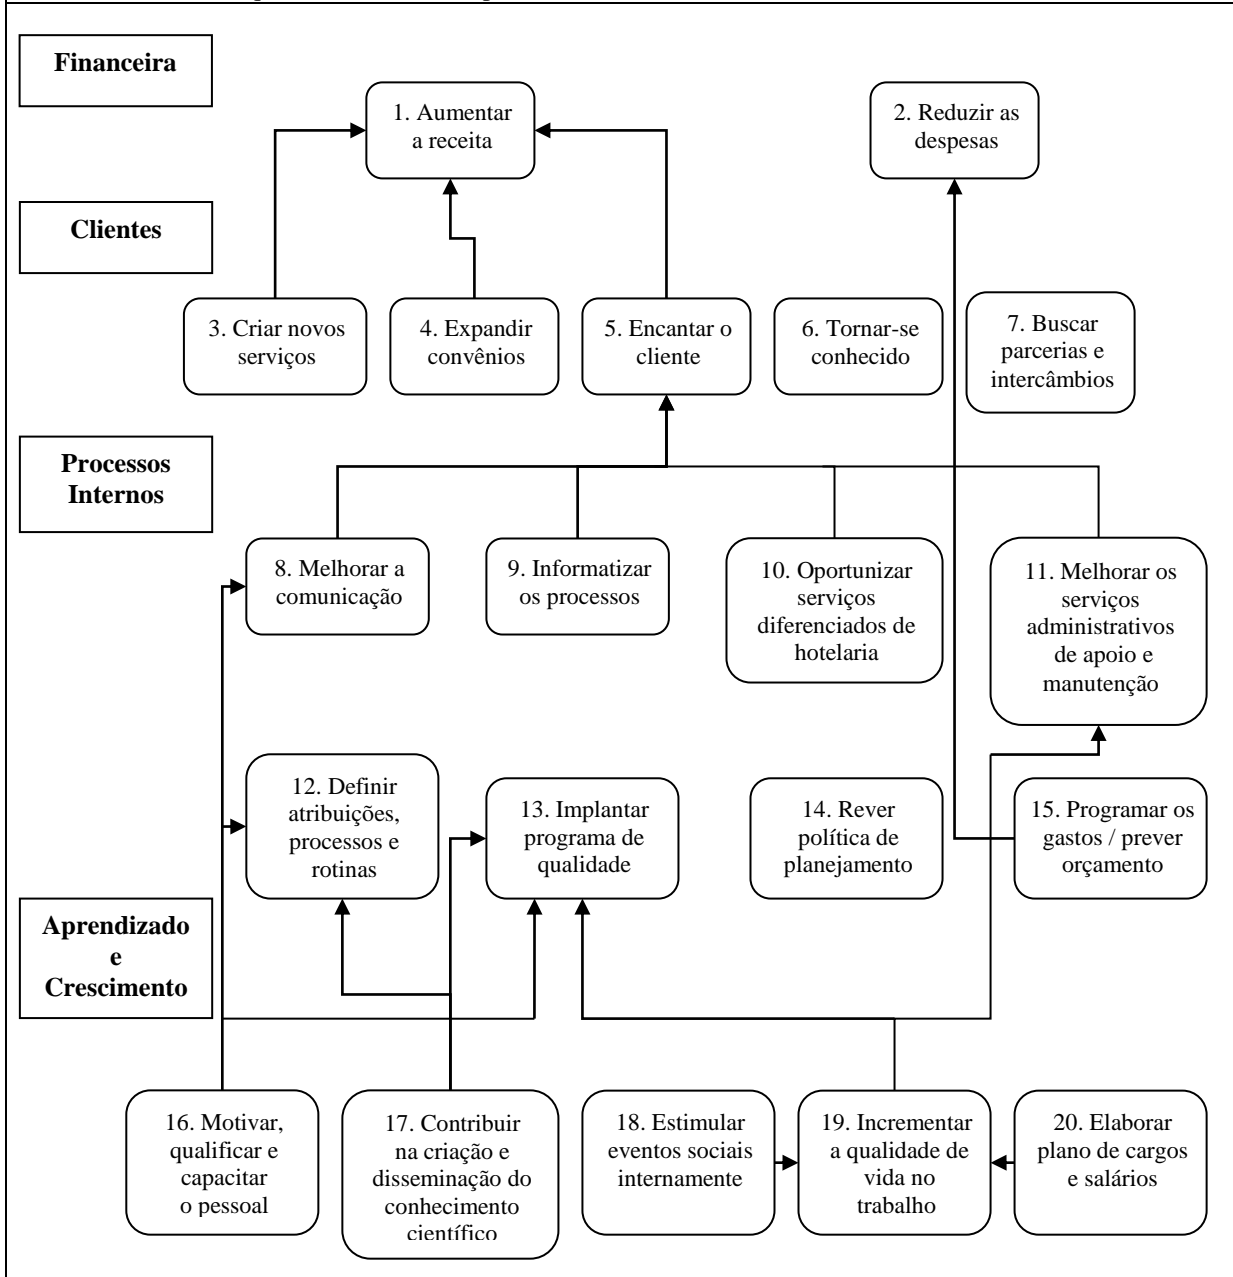 Financeira
1. Aumentar
a receita
2. Reduzir as
despesas
Clientes
3. Criar novos
serviços
4. Expandir
convênios
5. Encantar o
cliente
6. Tornar-se
conhecido
7. Buscar
parcerias e
intercâmbios
Processos
Internos
8. Melhorar a
comunicação
9. Informatizar
os processos
10. Oportunizar
serviços
diferenciados de
hotelaria
11. Melhorar os
serviços
administrativos
de apoio e
manutenção
12. Definir
atribuições,
processos e
rotinas
13. Implantar
programa de
qualidade
14. Rever
política de
planejamento
15. Programar os
gastos / prever
orçamento
Aprendizado
e
Crescimento
16. Motivar,
qualificar e
capacitar
o pessoal
17. Contribuir
na criação e
disseminação do
conhecimento
científico
18. Estimular
eventos sociais
internamente
19. Incrementar
a qualidade de
vida no
trabalho
20. Elaborar
plano de cargos
e salários